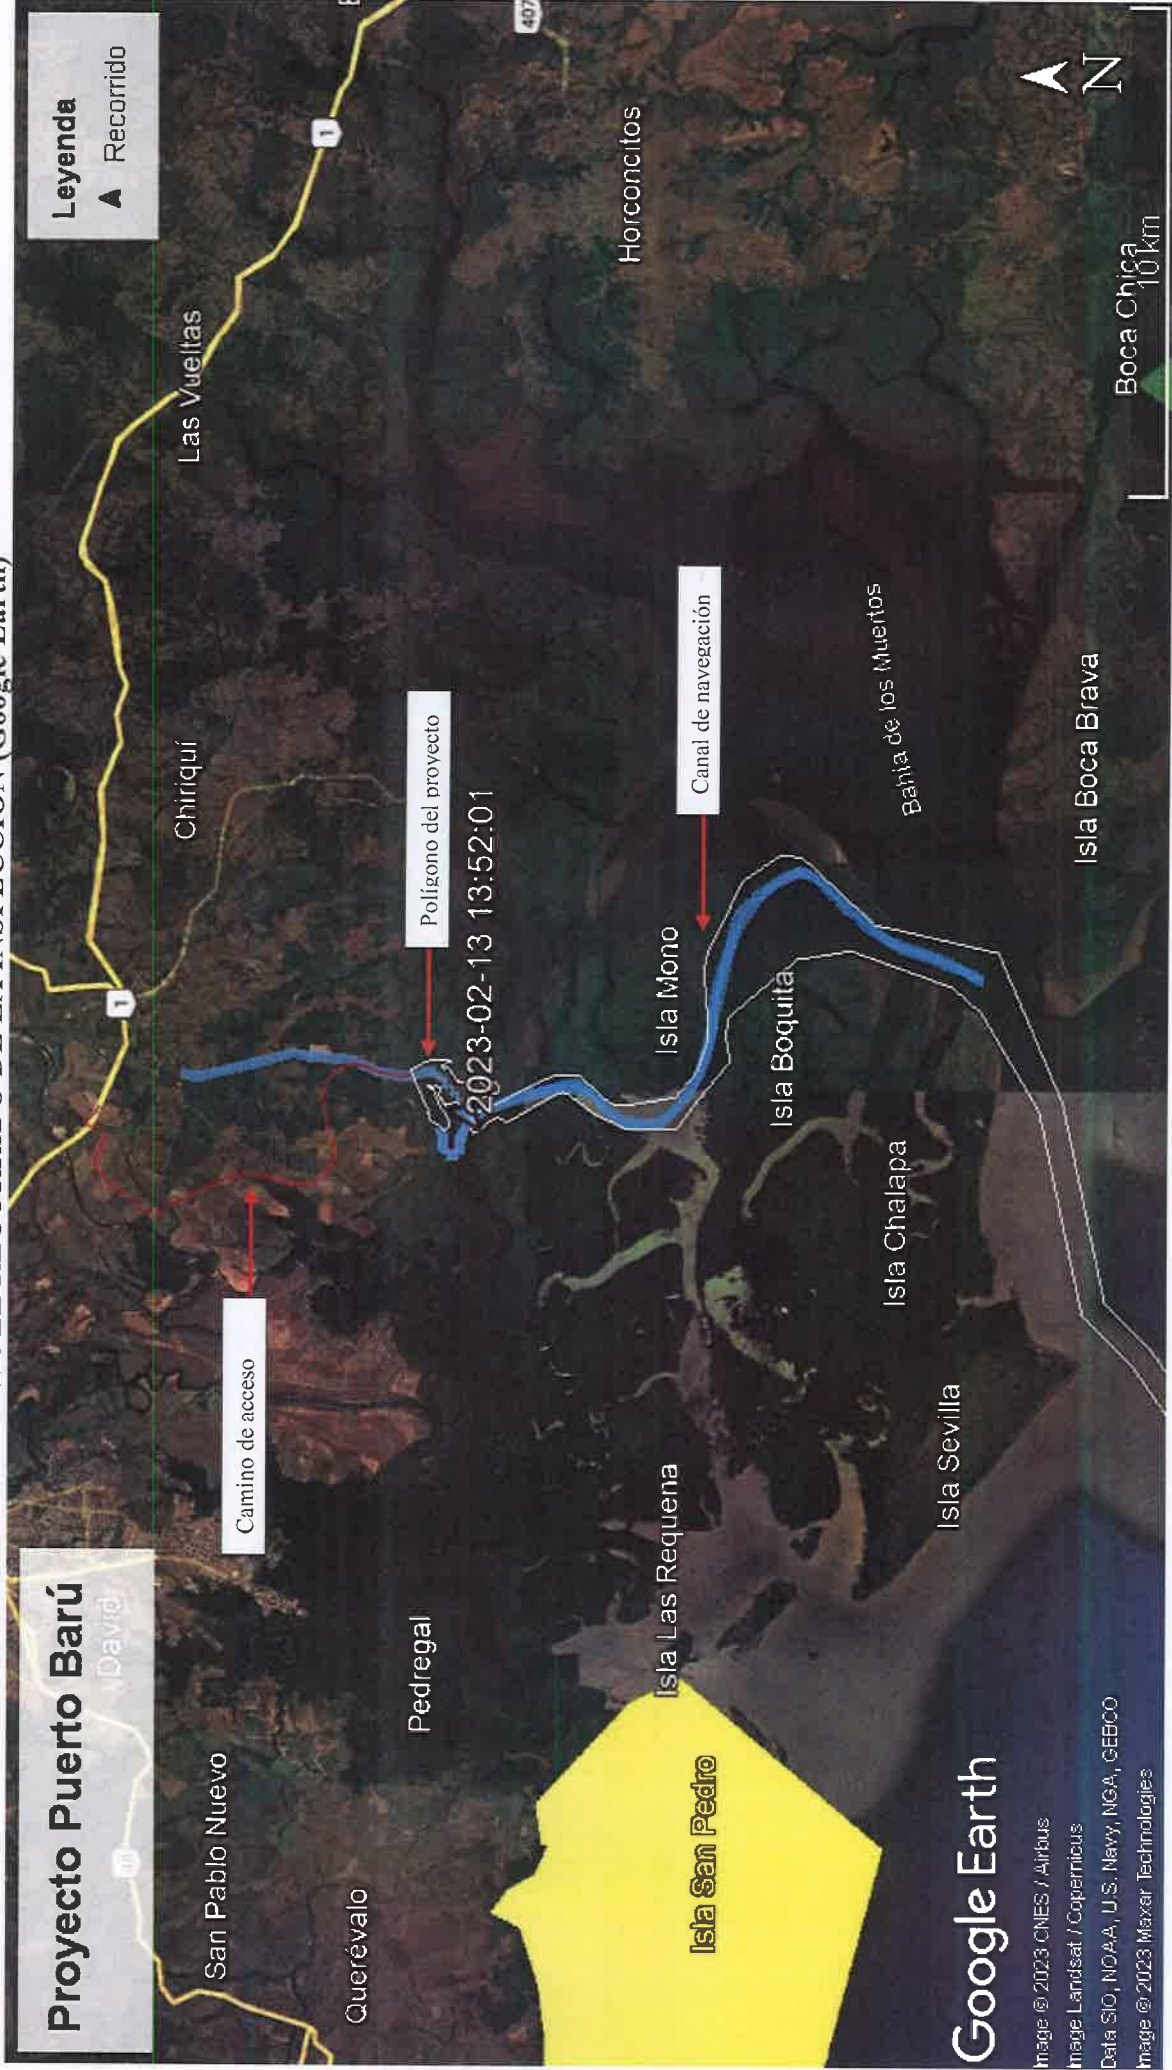 Proyecto Puerto Barú
David
Leyenda
Recorrido
1
1
407
San Pablo Nuevo
Querévalo
Pedregal
Camino de acceso
Chiriquí
Las Vueltas
Polígono del proyecto
2023-02-13 13:52:01
Horconcitos
Isla Las Requena
Isla Mono
Canal de navegación
Isla San Pedro
Isla Boquita
Bahía de los Muertos
Isla Chalapa
Isla Sevilla
Isla Boca Brava
Boca Chica
10 km
N
Google Earth
Image © 2023 CNES / Airbus
Image Landsat / Copernicus
Data SIO, NOAA, U.S. Navy, NGA, GEBCO
Image © 2023 Maxar Technologies